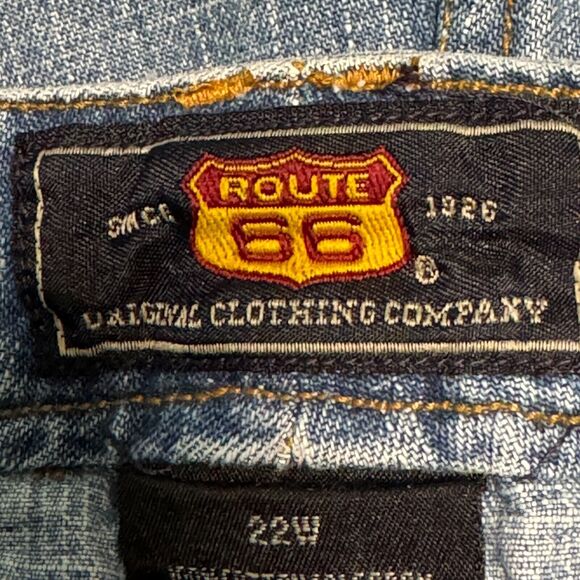 ROUTE
66
SINCE 1926
®
ORIGINAL CLOTHING COMPANY
22W